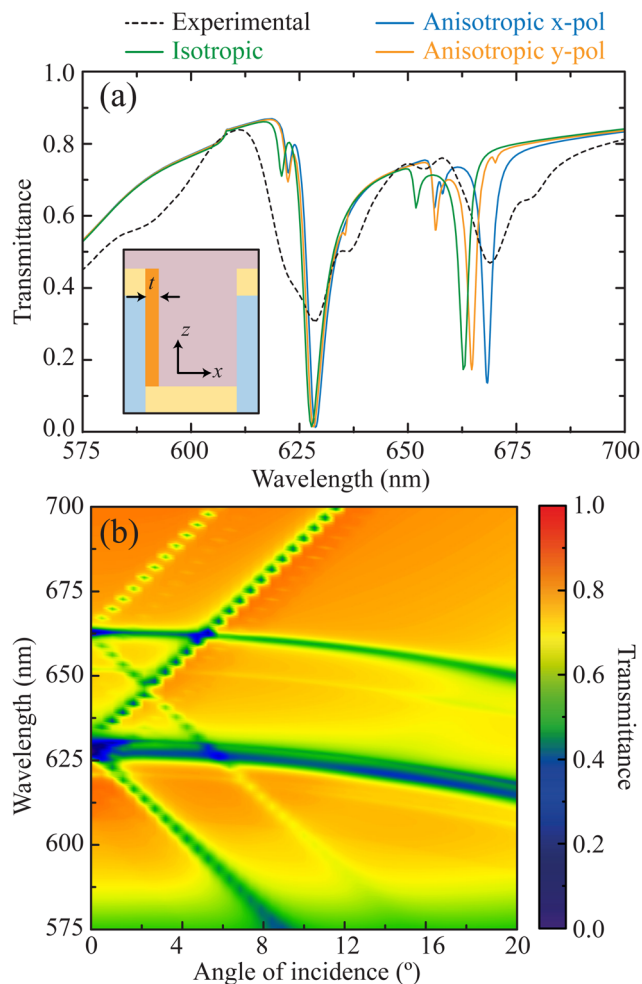 Experimental Anisotropic x-pol
Isotropic Anisotropic y-pol
(a)
Transmittance
1.0
0.8
0.6
0.4
0.2
0.0
t
z
x
575 600 625 650 675 700
Wavelength (nm)
(b)
Wavelength (nm)
700
675
650
625
600
575
0 4 8 12 16 20
Angle of incidence (º)
1.0
0.8
0.6
0.4
0.2
0.0
Transmittance